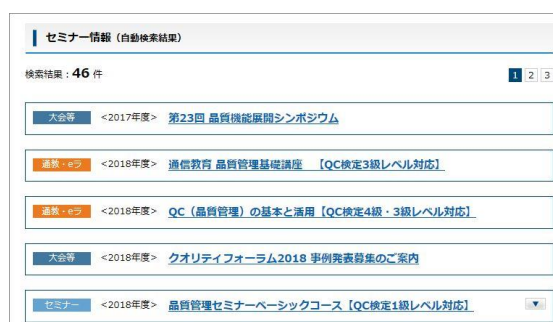 セミナー情報（自動検索結果）
検索結果：46 件
1 2 3
大会等 <2017年度> 第23回 品質機能展開シンポジウム
通教・eラ <2018年度> 通信教育 品質管理基礎講座 【QC検定3級レベル対応】
通教・eラ <2018年度> QC（品質管理）の基本と活用【QC検定4級・3級レベル対応】
大会等 <2018年度> クオリティフォーラム2018 事例発表募集のご案内
セミナー <2018年度> 品質管理セミナーベーシックコース【QC検定1級レベル対応】